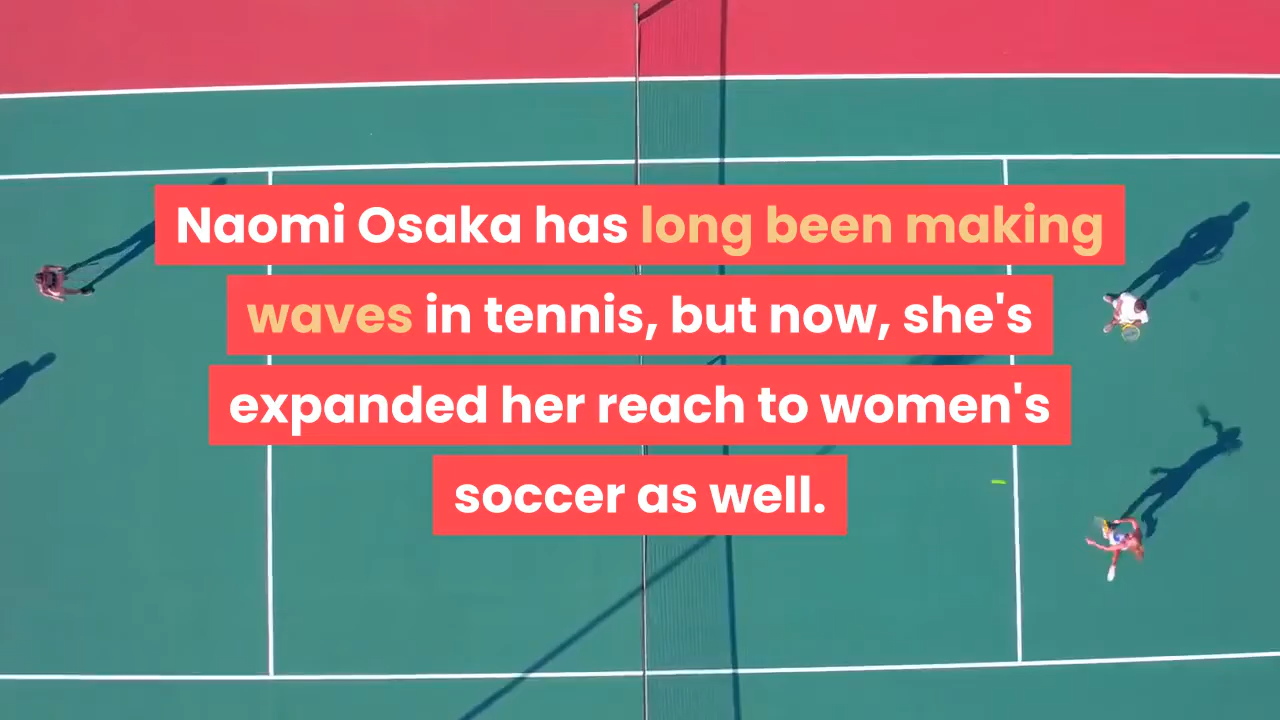 Naomi Osaka has long been making
waves in tennis, but now, she's
expanded her reach to women's
soccer as well.